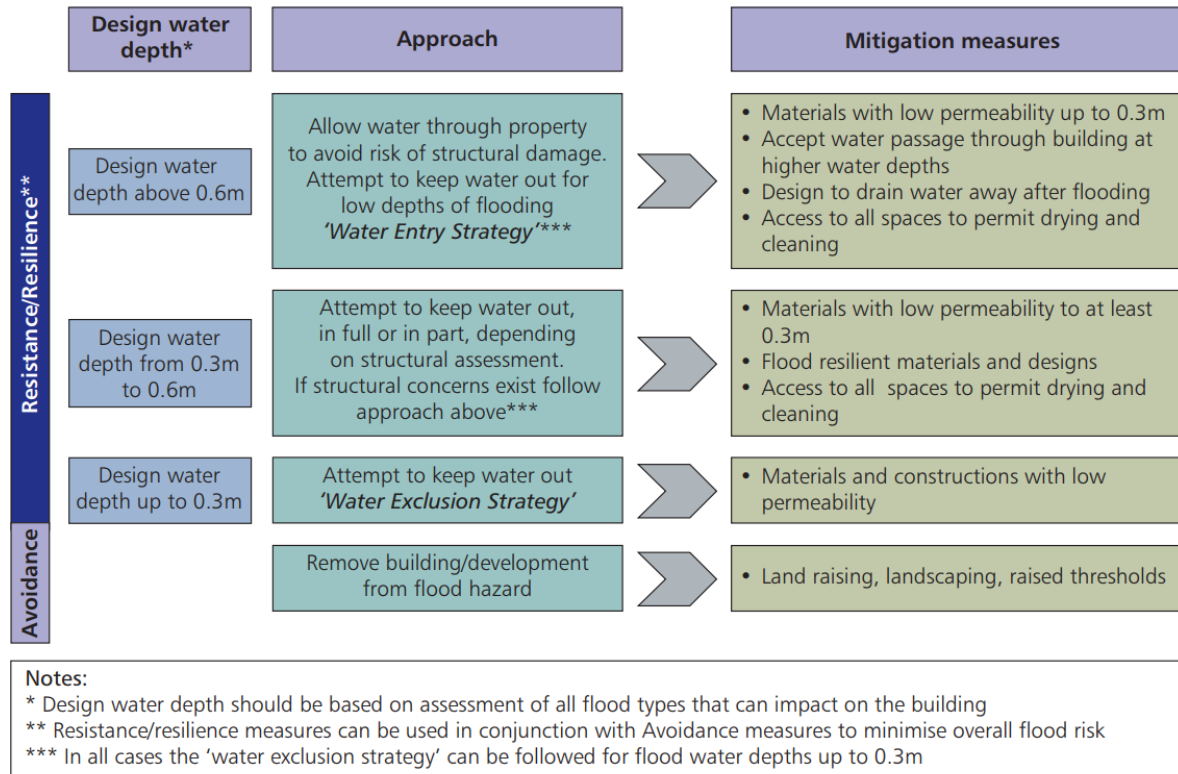 Design water
depth*
Approach
Mitigation measures
Resistance/Resilience**
Design water
depth above 0.6m
Allow water through property
to avoid risk of structural damage.
Attempt to keep water out for
low depths of flooding
'Water Entry Strategy'***
• Materials with low permeability up to 0.3m
• Accept water passage through building at
higher water depths
• Design to drain water away after flooding
• Access to all spaces to permit drying and
cleaning
Design water
depth from 0.3m
to 0.6m
Attempt to keep water out,
in full or in part, depending
on structural assessment.
If structural concerns exist follow
approach above***
• Materials with low permeability to at least
0.3m
• Flood resilient materials and designs
• Access to all spaces to permit drying and
cleaning
Design water
depth up to 0.3m
Attempt to keep water out
'Water Exclusion Strategy'
• Materials and constructions with low
permeability
Avoidance
Remove building/development
from flood hazard
• Land raising, landscaping, raised thresholds
Notes:
* Design water depth should be based on assessment of all flood types that can impact on the building
** Resistance/resilience measures can be used in conjunction with Avoidance measures to minimise overall flood risk
*** In all cases the 'water exclusion strategy' can be followed for flood water depths up to 0.3m